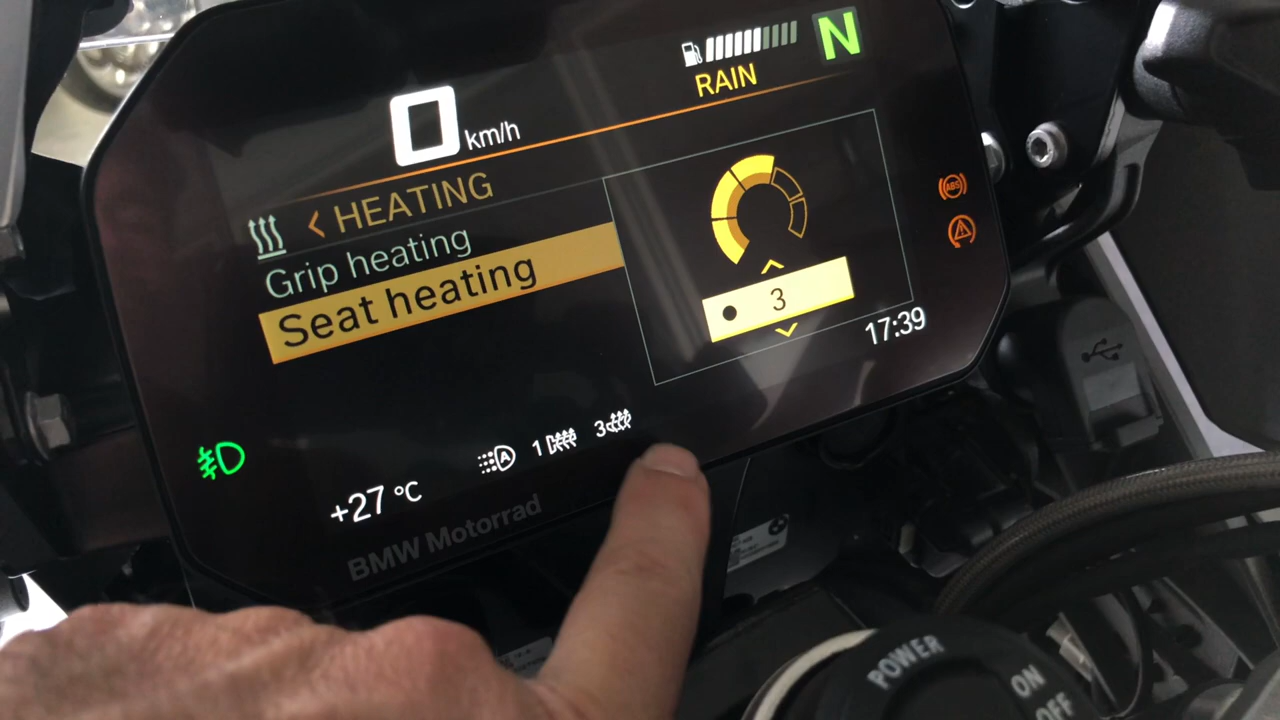 N
RAIN
0 km/h
< HEATING
Grip heating
Seat heating
3
17:39
ABS
A 1 3
+27 °C
BMW Motorrad
POWER
ON
OFF